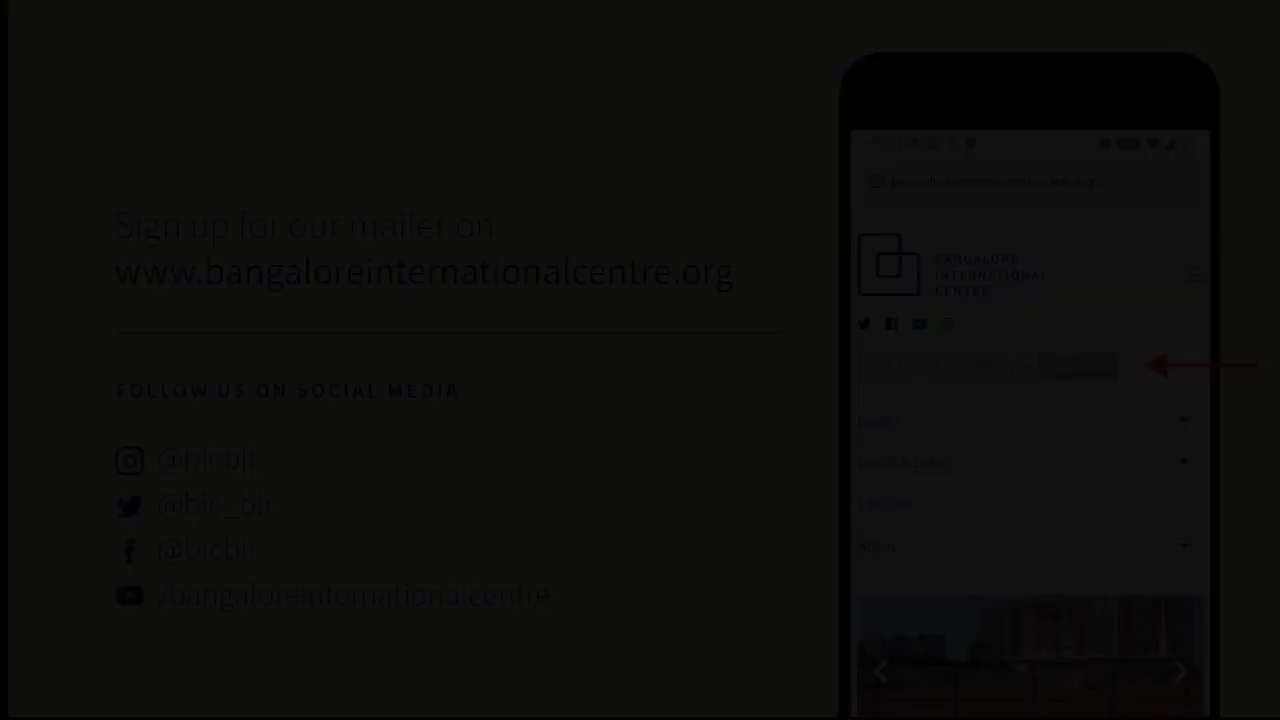 Sign up for our mailer on
www.bangaloreinternationalcentre.org
FOLLOW US ON SOCIAL MEDIA
@bicblr
@bic_blr
@bicblr
/bangaloreinternationalcentre
BANGALORE
INTERNATIONAL
CENTRE